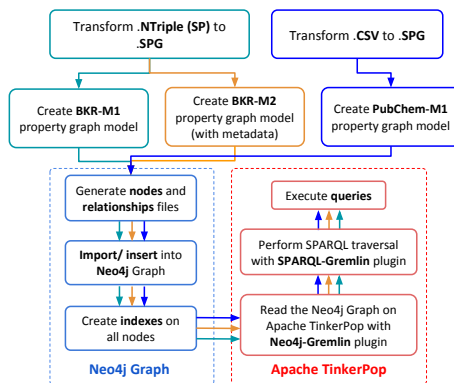 Transform .NTriple (SP) to
.SPG
Transform .CSV to .SPG
Create BKR-M1
property graph model
Create BKR-M2
property graph model
(with metadata)
Create PubChem-M1
property graph model
Generate nodes and
relationships files
Import/ insert into
Neo4j Graph
Create indexes on
all nodes
Neo4j Graph
Execute queries
Perform SPARQL traversal
with SPARQL-Gremlin plugin
Read the Neo4j Graph on
Apache TinkerPop with
Neo4j-Gremlin plugin
Apache TinkerPop